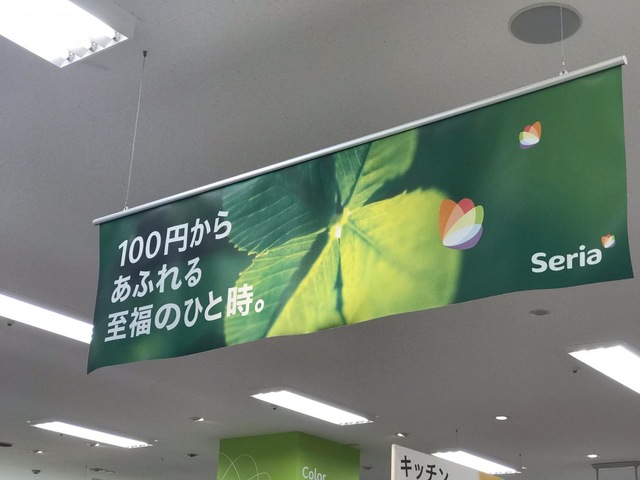 100円から
あふれる
至福のひと時。
Seria
Color
キッチン